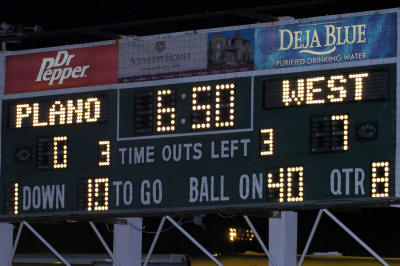 Dr Pepper
SOTHEBY HOMES
DEJA BLUE
PURIFIED DRINKING WATER
PLANO 6:50 WEST
0 3 TIME OUTS LEFT 3 7
1 DOWN 10 TO GO BALL ON 40 QTR 8